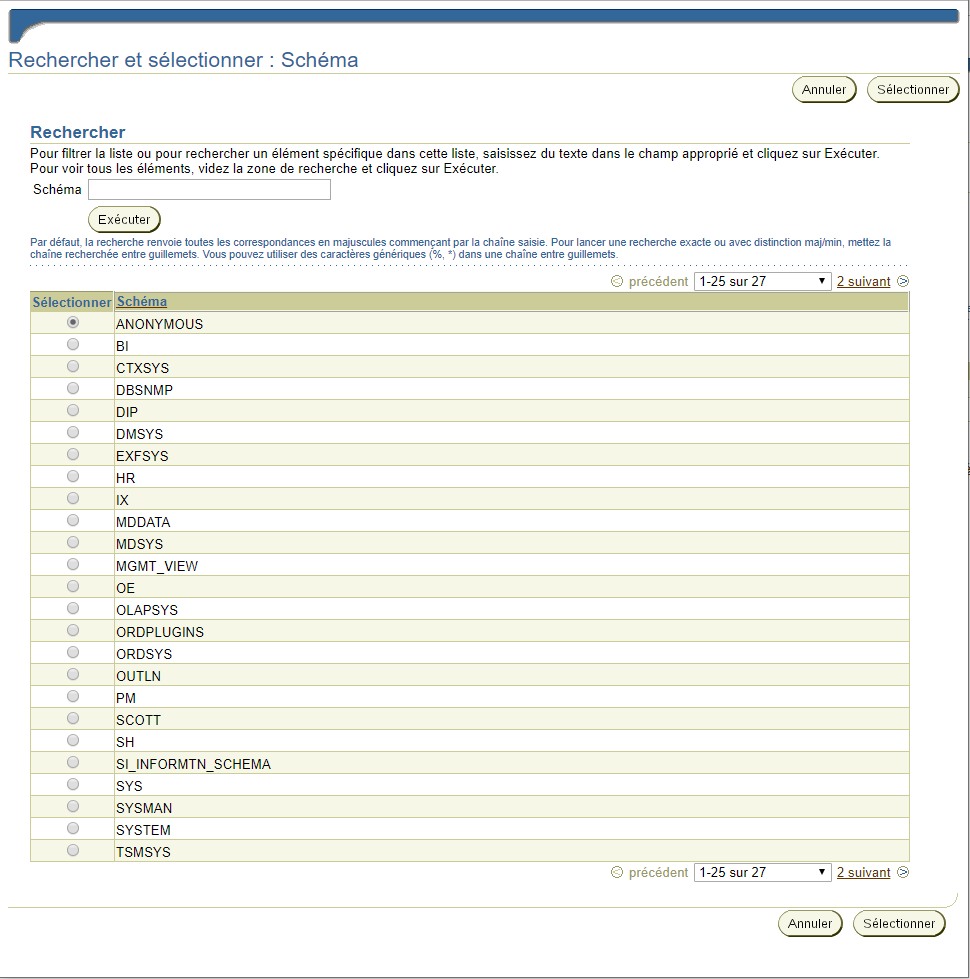 Rechercher et sélectionner : Schéma
Annuler Sélectionner
Rechercher
Pour filtrer la liste ou pour rechercher un élément spécifique dans cette liste, saisissez du texte dans le champ approprié et cliquez sur Exécuter.
Pour voir tous les éléments, videz la zone de recherche et cliquez sur Exécuter.
Schéma
Exécuter
Par défaut, la recherche renvoie toutes les correspondances en majuscules commençant par la chaîne saisie. Pour lancer une recherche exacte ou avec distinction maj/min, mettez la
chaîne recherchée entre guillemets. Vous pouvez utiliser des caractères génériques (%, *) dans une chaîne entre guillemets.
précédent 1-25 sur 27 2 suivant
Sélectionner Schéma
ANONYMOUS
BI
CTXSYS
DBSNMP
DIP
DMSYS
EXFSYS
HR
IX
MDDATA
MDSYS
MGMT_VIEW
OE
OLAPSYS
ORDPLUGINS
ORDSYS
OUTLN
PM
SCOTT
SH
SI_INFORMTN_SCHEMA
SYS
SYSMAN
SYSTEM
TSMSYS
précédent 1-25 sur 27 2 suivant
Annuler Sélectionner